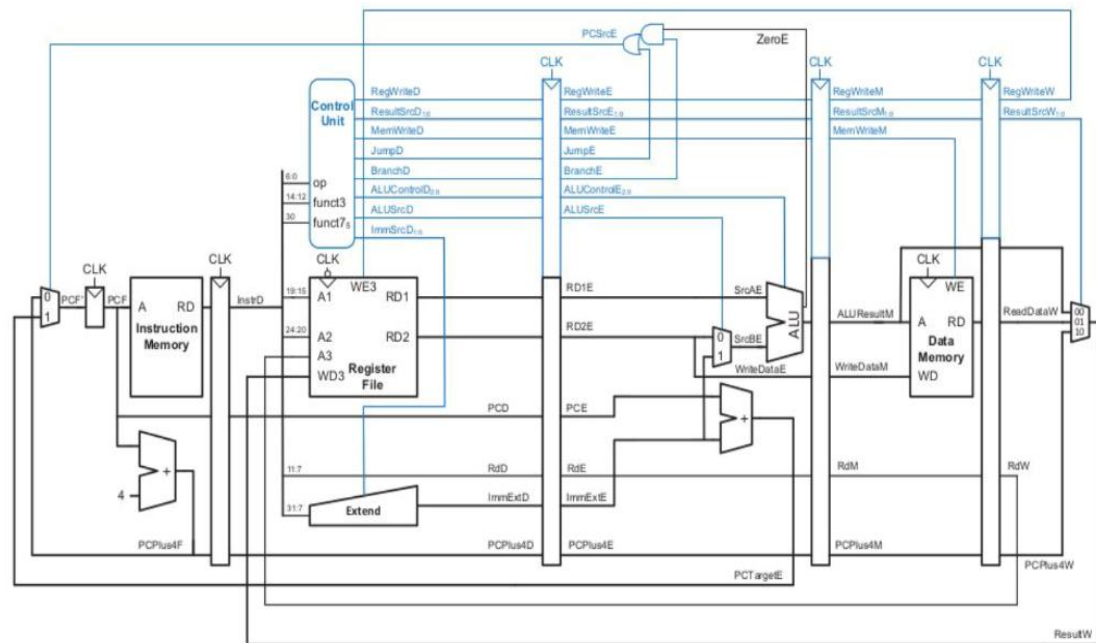 PCSrcE
ZeroE
CLK
CLK
CLK
Control
Unit
RegWriteD
RegWriteE
RegWriteM
RegWriteW
ResultSrcD1:0
ResultSrcE1:0
ResultSrcM1:0
ResultSrcW1:0
MemWriteD
MemWriteE
MemWriteM
JumpD
JumpE
6:0
op
BranchD
BranchE
14:12
funct3
ALUControlD2:0
ALUControlE2:0
30
funct75
ALUSrcD
ALUSrcE
ImmSrcD1:0
CLK
CLK
CLK
CLK
0
1
PCF'
PCF
A
RD
Instruction
Memory
InstrD
19:15
A1
WE3
RD1
RD1E
SrcAE
24:20
A2
RD2
RD2E
0
1
SrcBE
ALU
ALUResultM
WE
A
RD
Data
Memory
WD
ReadDataW
00
01
10
A3
WD3
Register
File
WriteDataE
WriteDataM
PCD
PCE
+
4
+
11:7
RdD
RdE
RdM
RdW
31:7
Extend
ImmExtD
ImmExtE
PCPlus4F
PCPlus4D
PCPlus4E
PCPlus4M
PCPlus4W
PCTargetE
ResultW